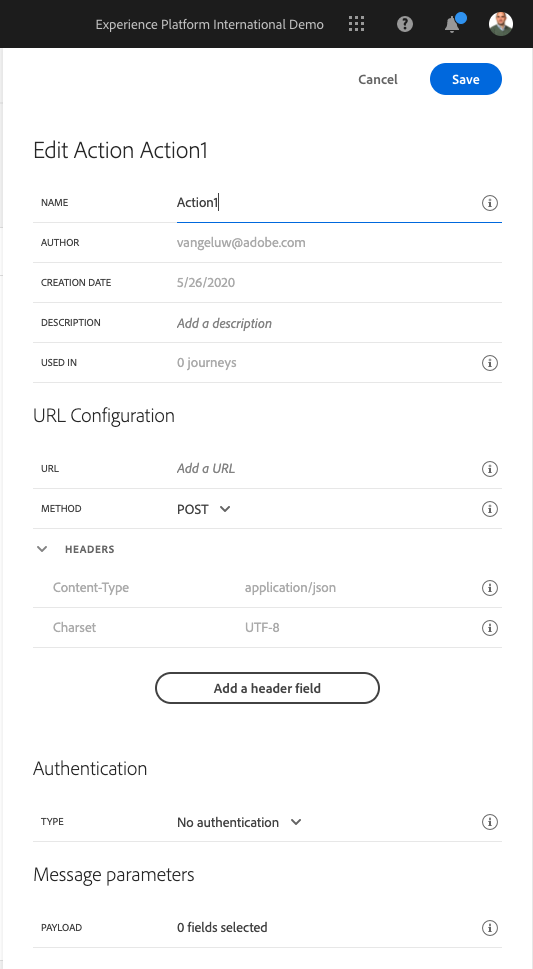 Experience Platform International Demo
Cancel
Save
Edit Action Action1
NAME Action1
AUTHOR vangeluw@adobe.com
CREATION DATE 5/26/2020
DESCRIPTION Add a description
USED IN 0 journeys
URL Configuration
URL Add a URL
METHOD POST
HEADERS
Content-Type application/json
Charset UTF-8
Add a header field
Authentication
TYPE No authentication
Message parameters
PAYLOAD 0 fields selected